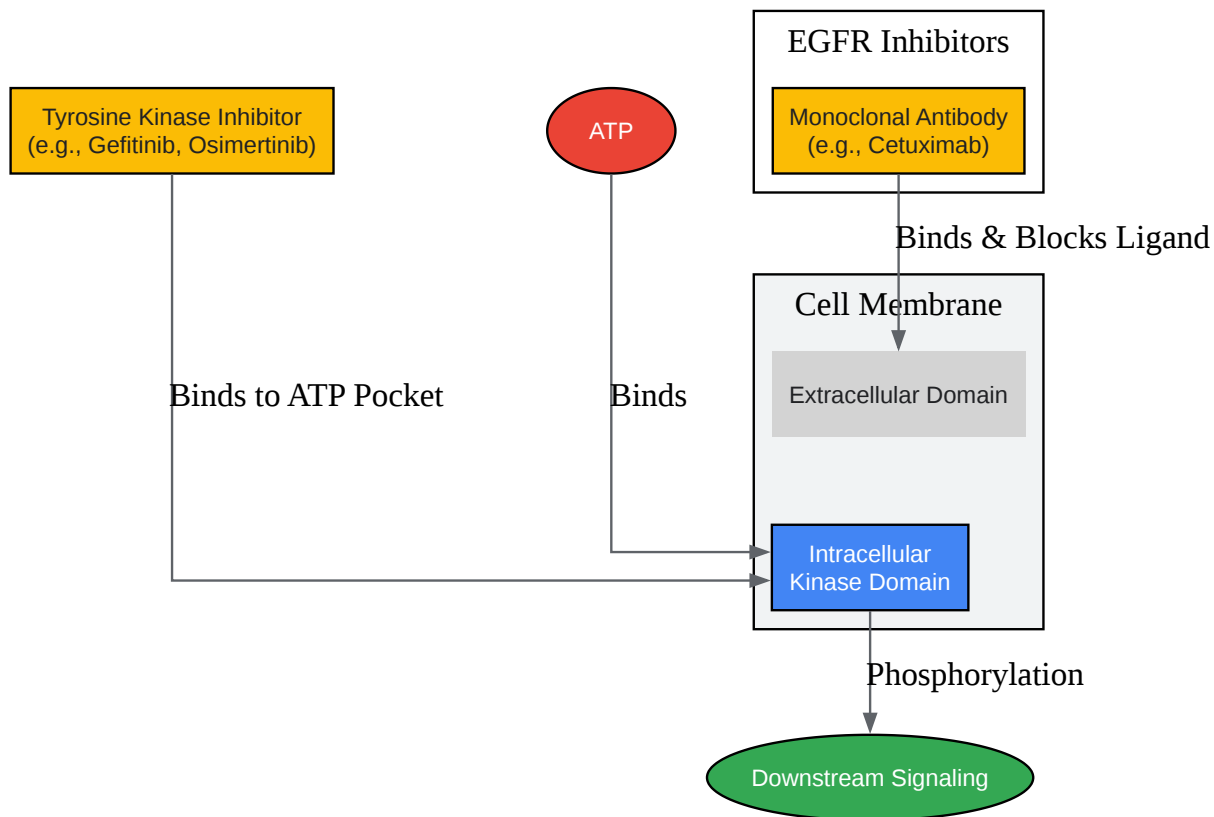 EGFR Inhibitors
Tyrosine Kinase Inhibitor
(e.g., Gefitinib, Osimertinib)
ATP
Monoclonal Antibody
(e.g., Cetuximab)
Binds & Blocks Ligand
Cell Membrane
Binds to ATP Pocket
Binds
Extracellular Domain
Intracellular
Kinase Domain
Phosphorylation
Downstream Signaling